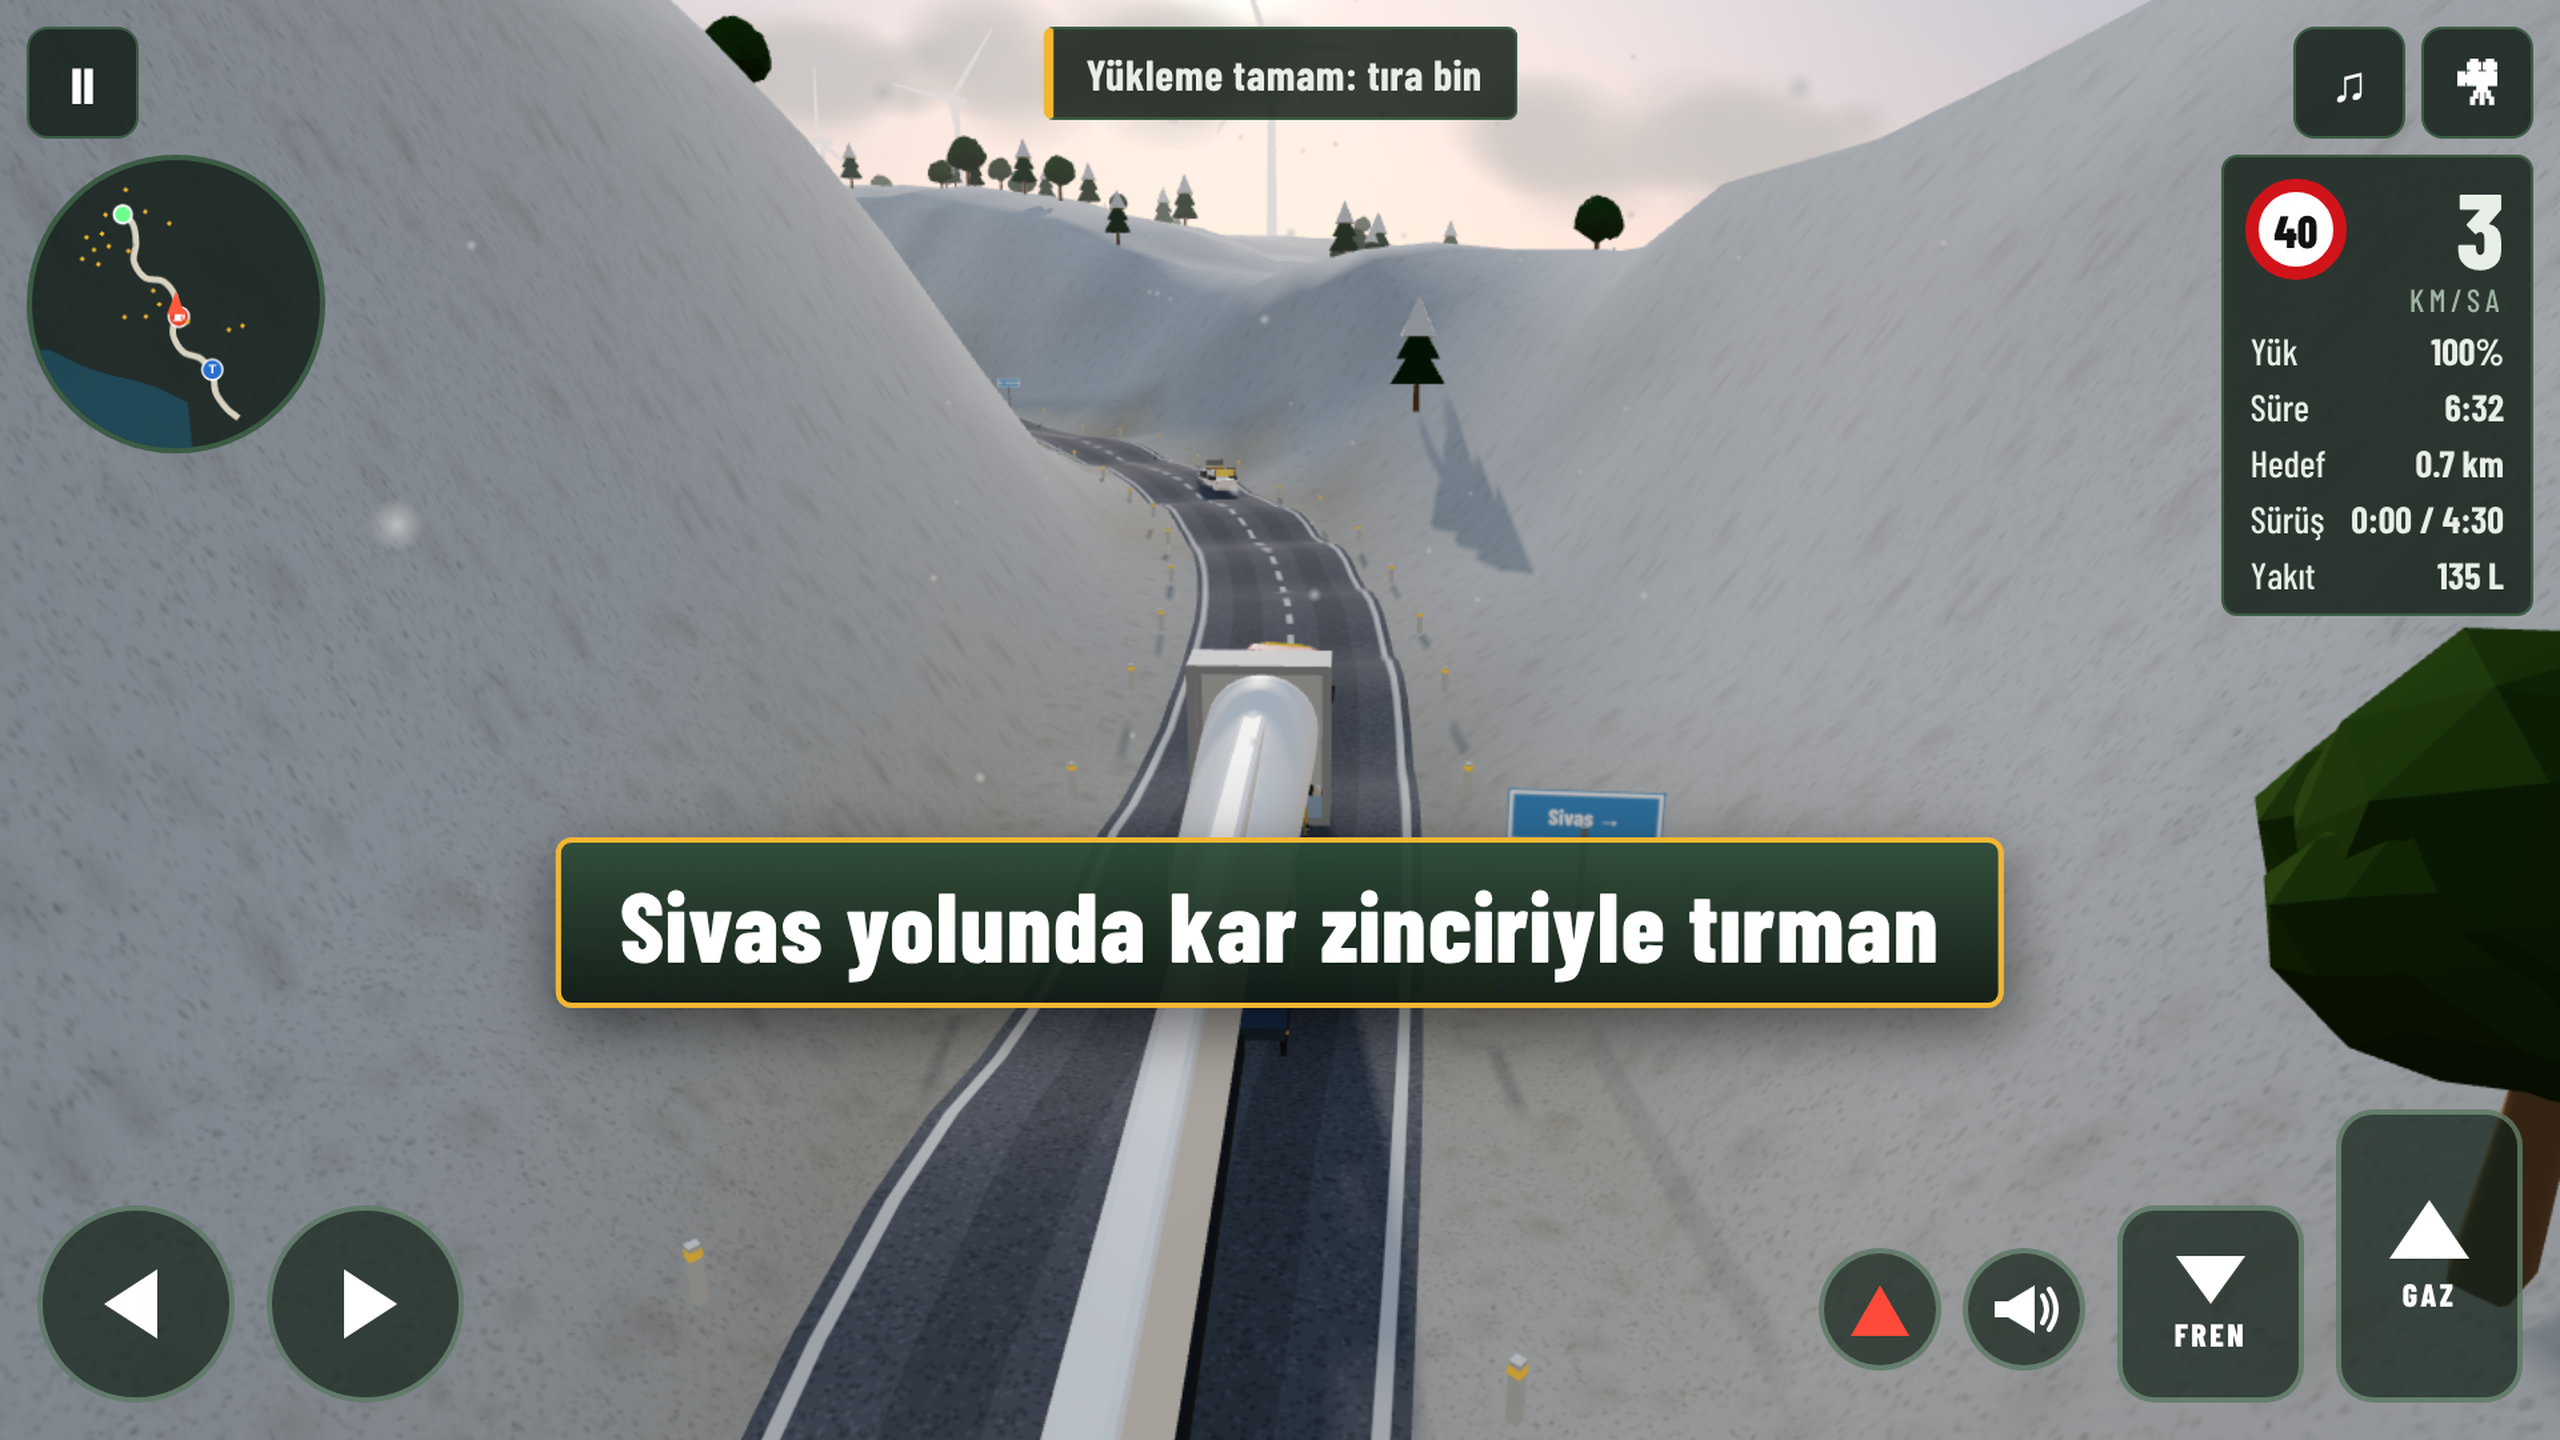 Yükleme tamam: tıra bin
40
3
KM/SA
Yük 100%
Süre 6:32
Hedef 0.7 km
Sürüş 0:00 / 4:30
Yakıt 135 L
T
Sivas →
Sivas yolunda kar zinciriyle tırman
FREN
GAZ